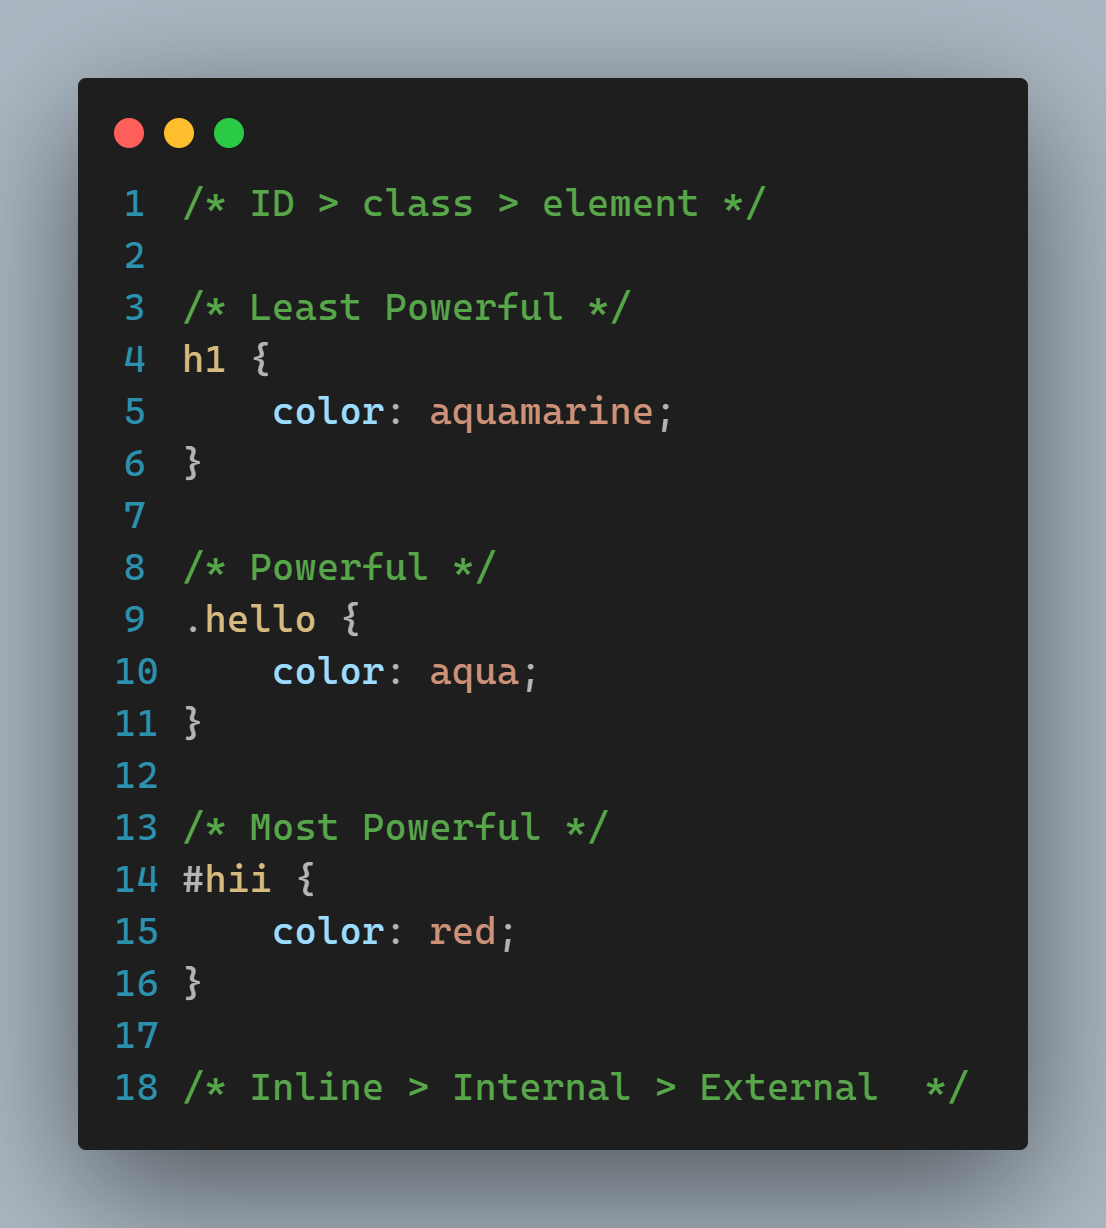 1 /* ID > class > element */
2
3 /* Least Powerful */
4 h1 {
5     color: aquamarine;
6 }
7
8 /* Powerful */
9 .hello {
10     color: aqua;
11 }
12
13 /* Most Powerful */
14 #hii {
15     color: red;
16 }
17
18 /* Inline > Internal > External  */